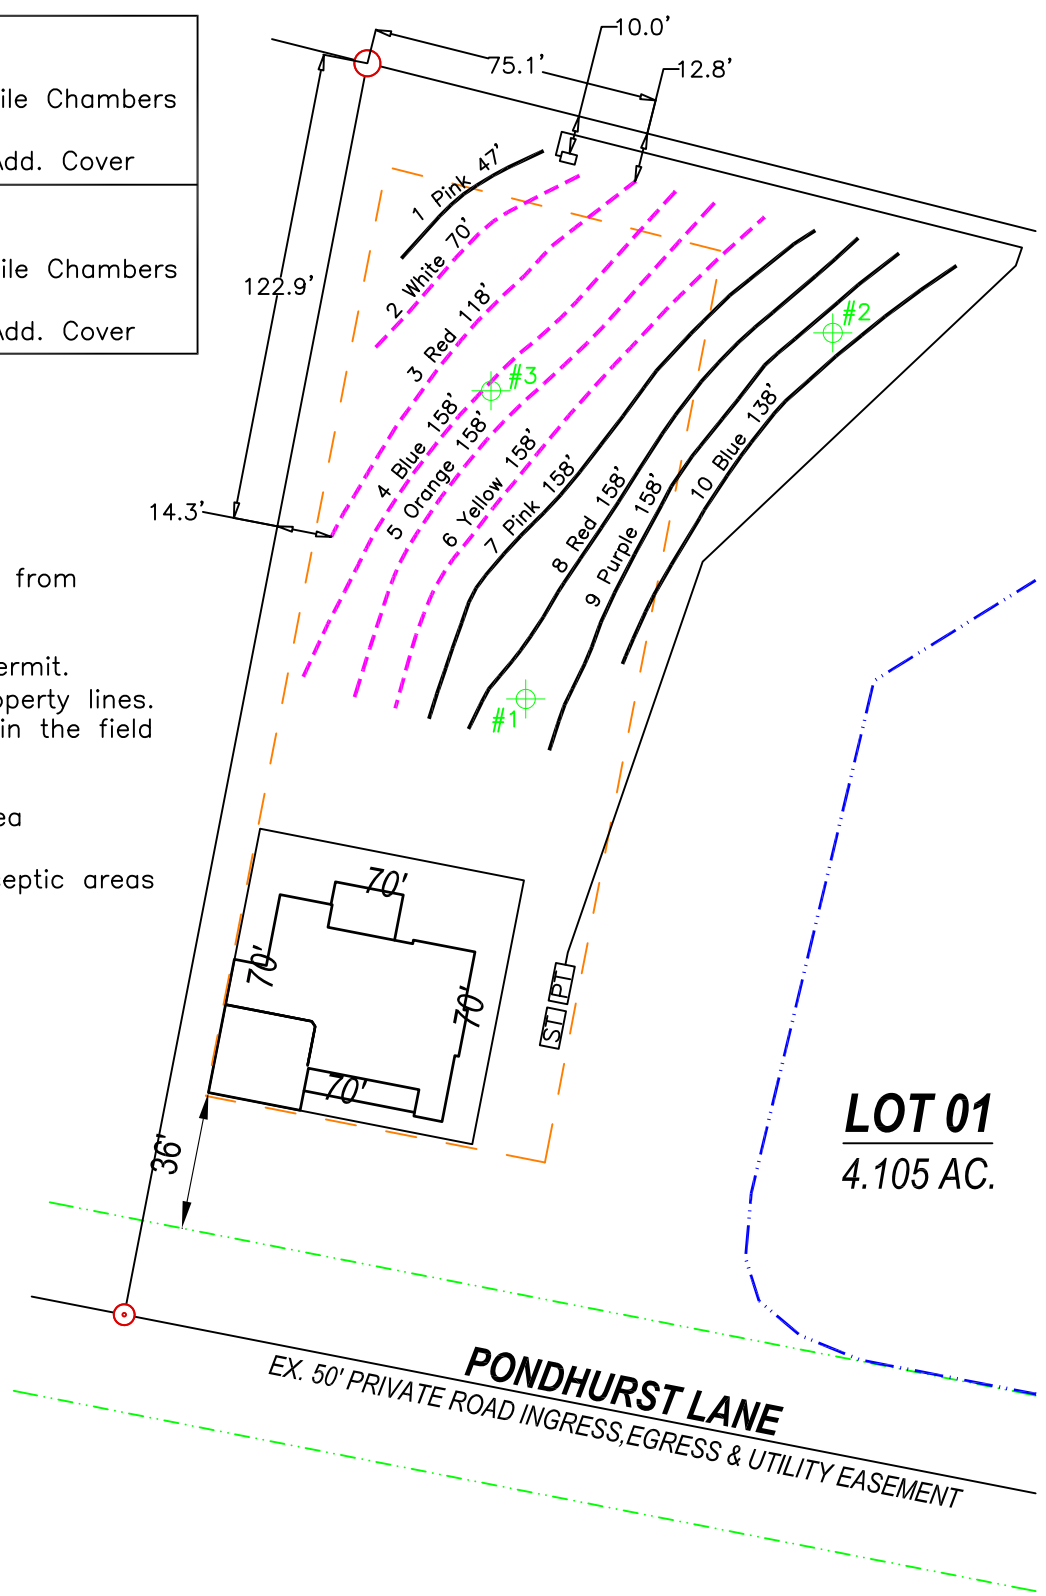 ile Chambers
Add. Cover
ile Chambers
Add. Cover
10.0'
75.1'
12.8'
122.9'
14.3'
1 Pink 47'
2 White 70'
3 Red 118'
4 Blue 158'
5 Orange 158'
6 Yellow 158'
7 Pink 158'
8 Red 158'
9 Purple 158'
10 Blue 138'
#2
#3
#1
from
ermit.
operty lines.
in the field
ea
eptic areas
70'
70'
70'
70'
ST
PT
36'
LOT 01
4.105 AC.
PONDHURST LANE
EX. 50' PRIVATE ROAD INGRESS,EGRESS & UTILITY EASEMENT